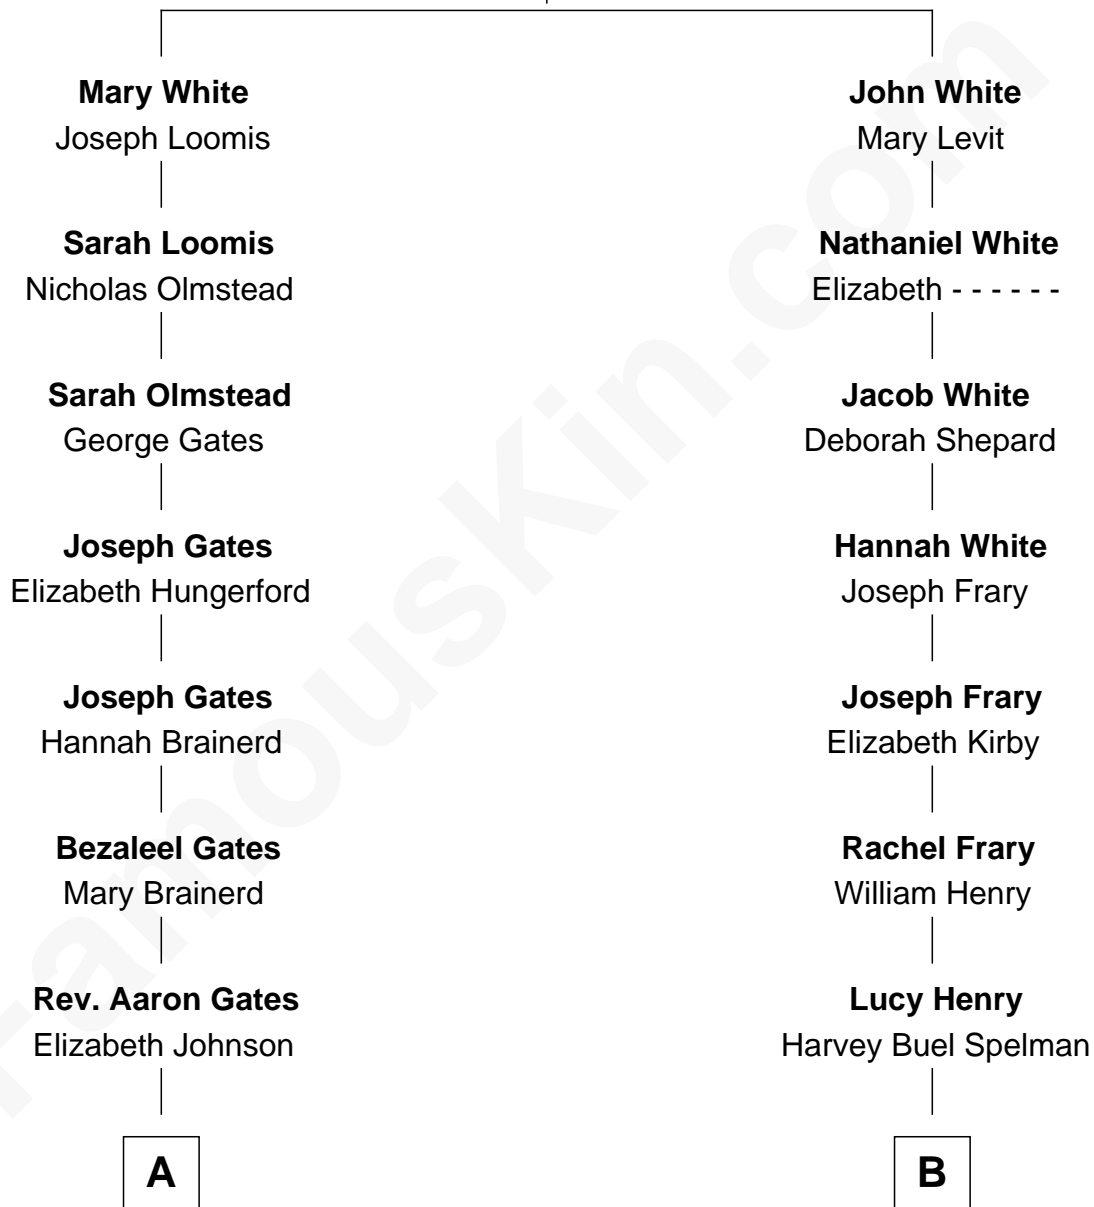 Mary White
Joseph Loomis
Sarah Loomis
Nicholas Olmstead
Sarah Olmstead
George Gates
Joseph Gates
Elizabeth Hungerford
Joseph Gates
Hannah Brainerd
Bezaleel Gates
Mary Brainerd
Rev. Aaron Gates
Elizabeth Johnson
A
John White
Mary Levit
Nathaniel White
Elizabeth - - - - - -
Jacob White
Deborah Shepard
Hannah White
Joseph Frary
Joseph Frary
Elizabeth Kirby
Rachel Frary
William Henry
Lucy Henry
Harvey Buel Spelman
B
FamousKin.com